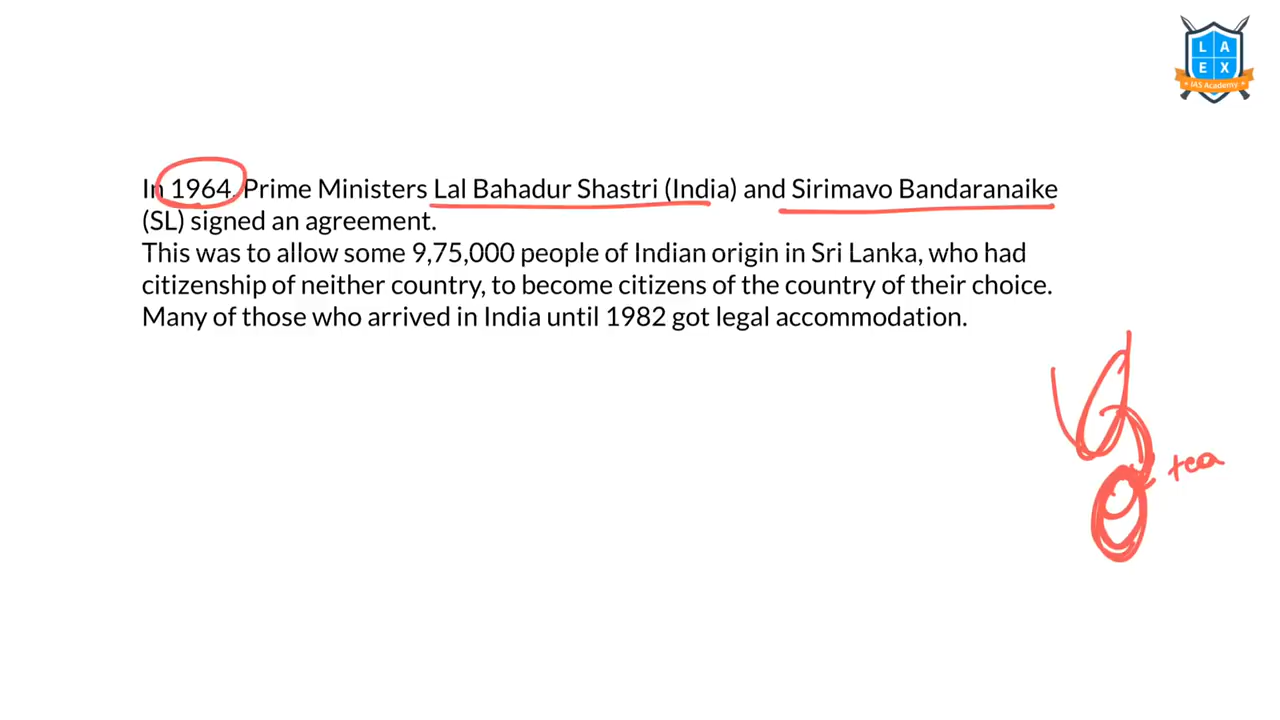 L A
E X
IAS Academy
In 1964, Prime Ministers Lal Bahadur Shastri (India) and Sirimavo Bandaranaike
(SL) signed an agreement.
This was to allow some 9,75,000 people of Indian origin in Sri Lanka, who had
citizenship of neither country, to become citizens of the country of their choice.
Many of those who arrived in India until 1982 got legal accommodation.
tea